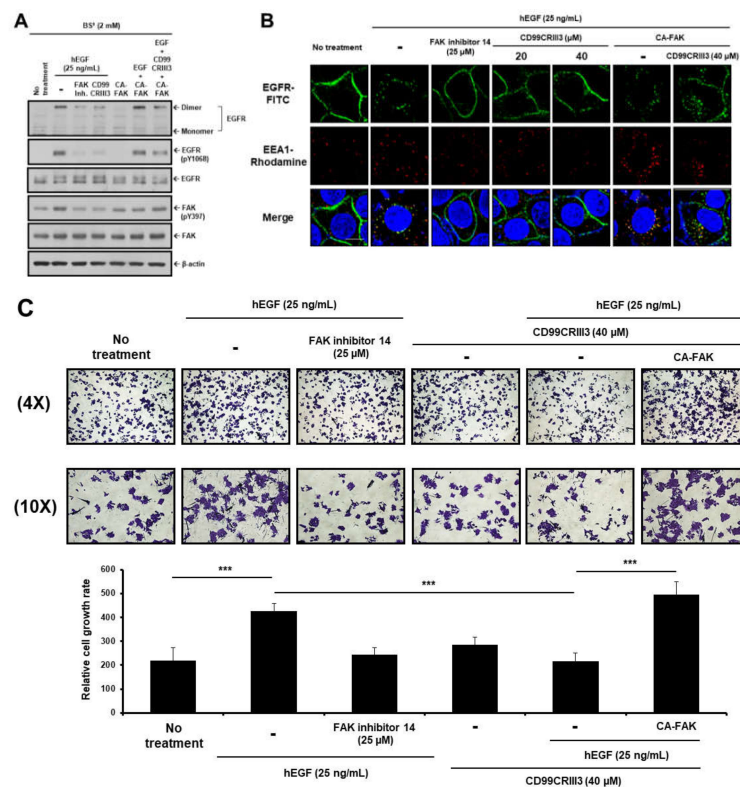 A
BS³ (2 mM)
hEGF
(25 ng/mL)
No
treatment
-
FAK
Inh.
CD99
CRIII3
CA-
FAK
EGF
+
CA-
FAK
EGF
+
CD99
CRIII3
+
CA-
FAK
Dimer
EGFR
Monomer
EGFR
(pY1068)
EGFR
FAK
(pY397)
FAK
β-actin
B
hEGF (25 ng/mL)
No treatment
-
FAK inhibitor 14
(25 μM)
CD99CRIII3 (μM)
20
40
CA-FAK
-
CD99CRIII3 (40 μM)
EGFR-
FITC
EEA1-
Rhodamine
Merge
C
hEGF (25 ng/mL)
hEGF (25 ng/mL)
CD99CRIII3 (40 μM)
No
treatment
-
FAK inhibitor 14
(25 μM)
-
-
CA-FAK
(4X)
(10X)
Relative cell growth rate
600
500
400
300
200
100
0
***
***
***
No
treatment
-
FAK inhibitor 14
(25 μM)
-
-
CA-FAK
hEGF (25 ng/mL)
hEGF (25 ng/mL)
CD99CRIII3 (40 μM)